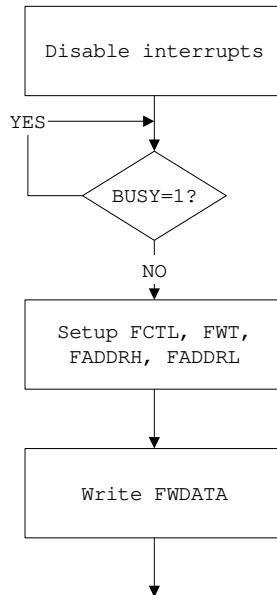 Disable interrupts
YES
BUSY=1?
NO
Setup FCTL, FWT,
FADDRH, FADDRL
Write FWDATA